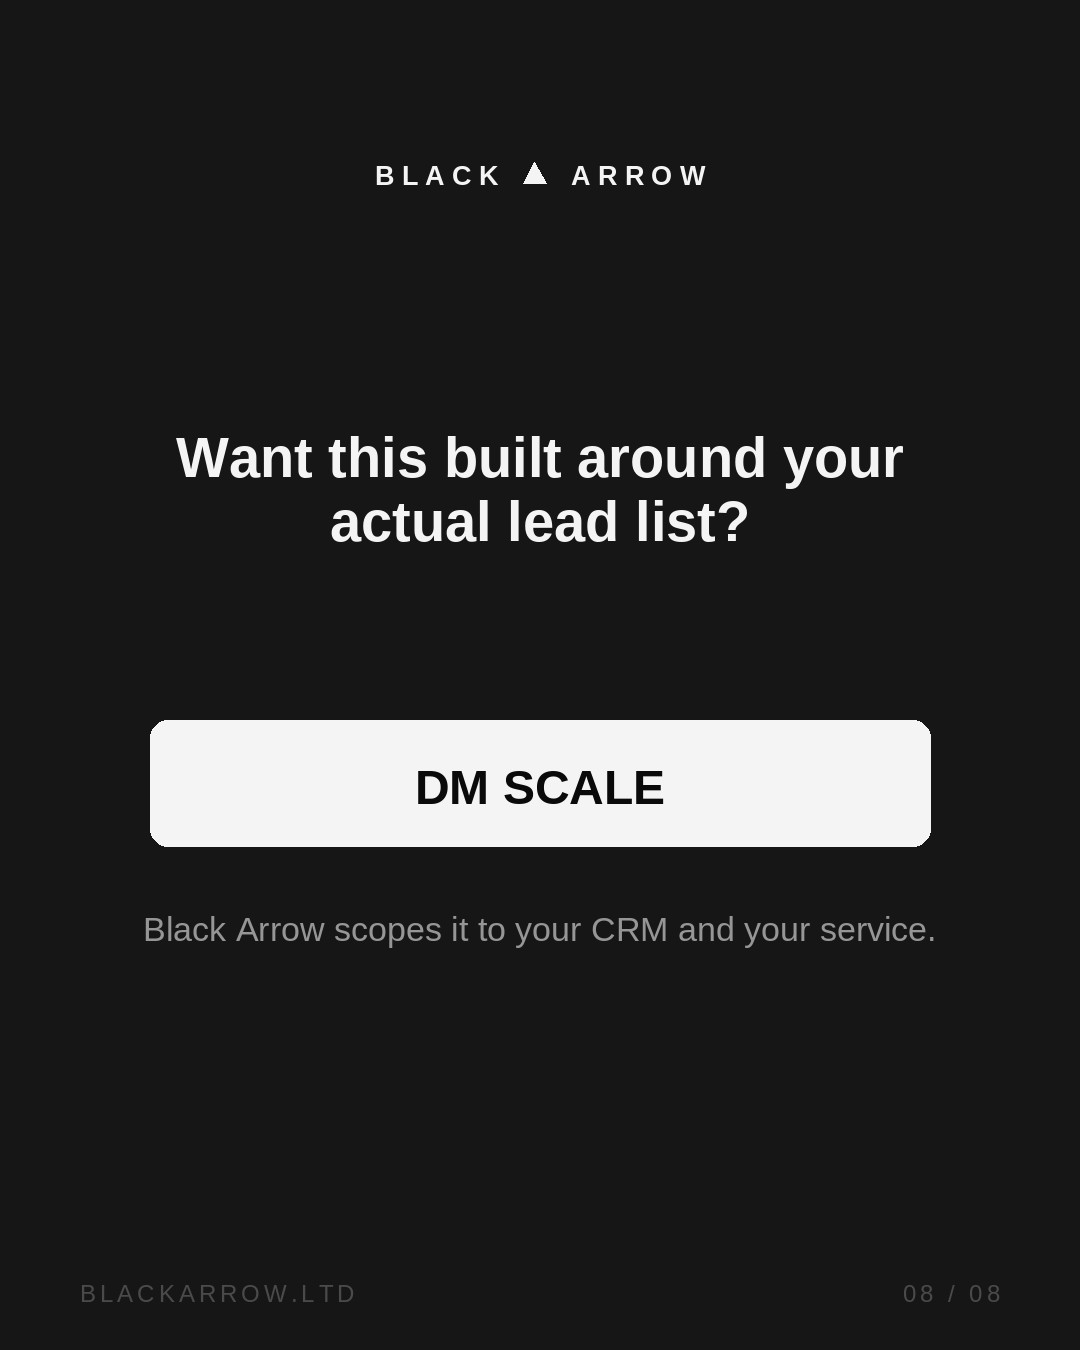 BLACK ▲ ARROW
Want this built around your
actual lead list?
DM SCALE
Black Arrow scopes it to your CRM and your service.
BLACKARROW.LTD
08 / 08